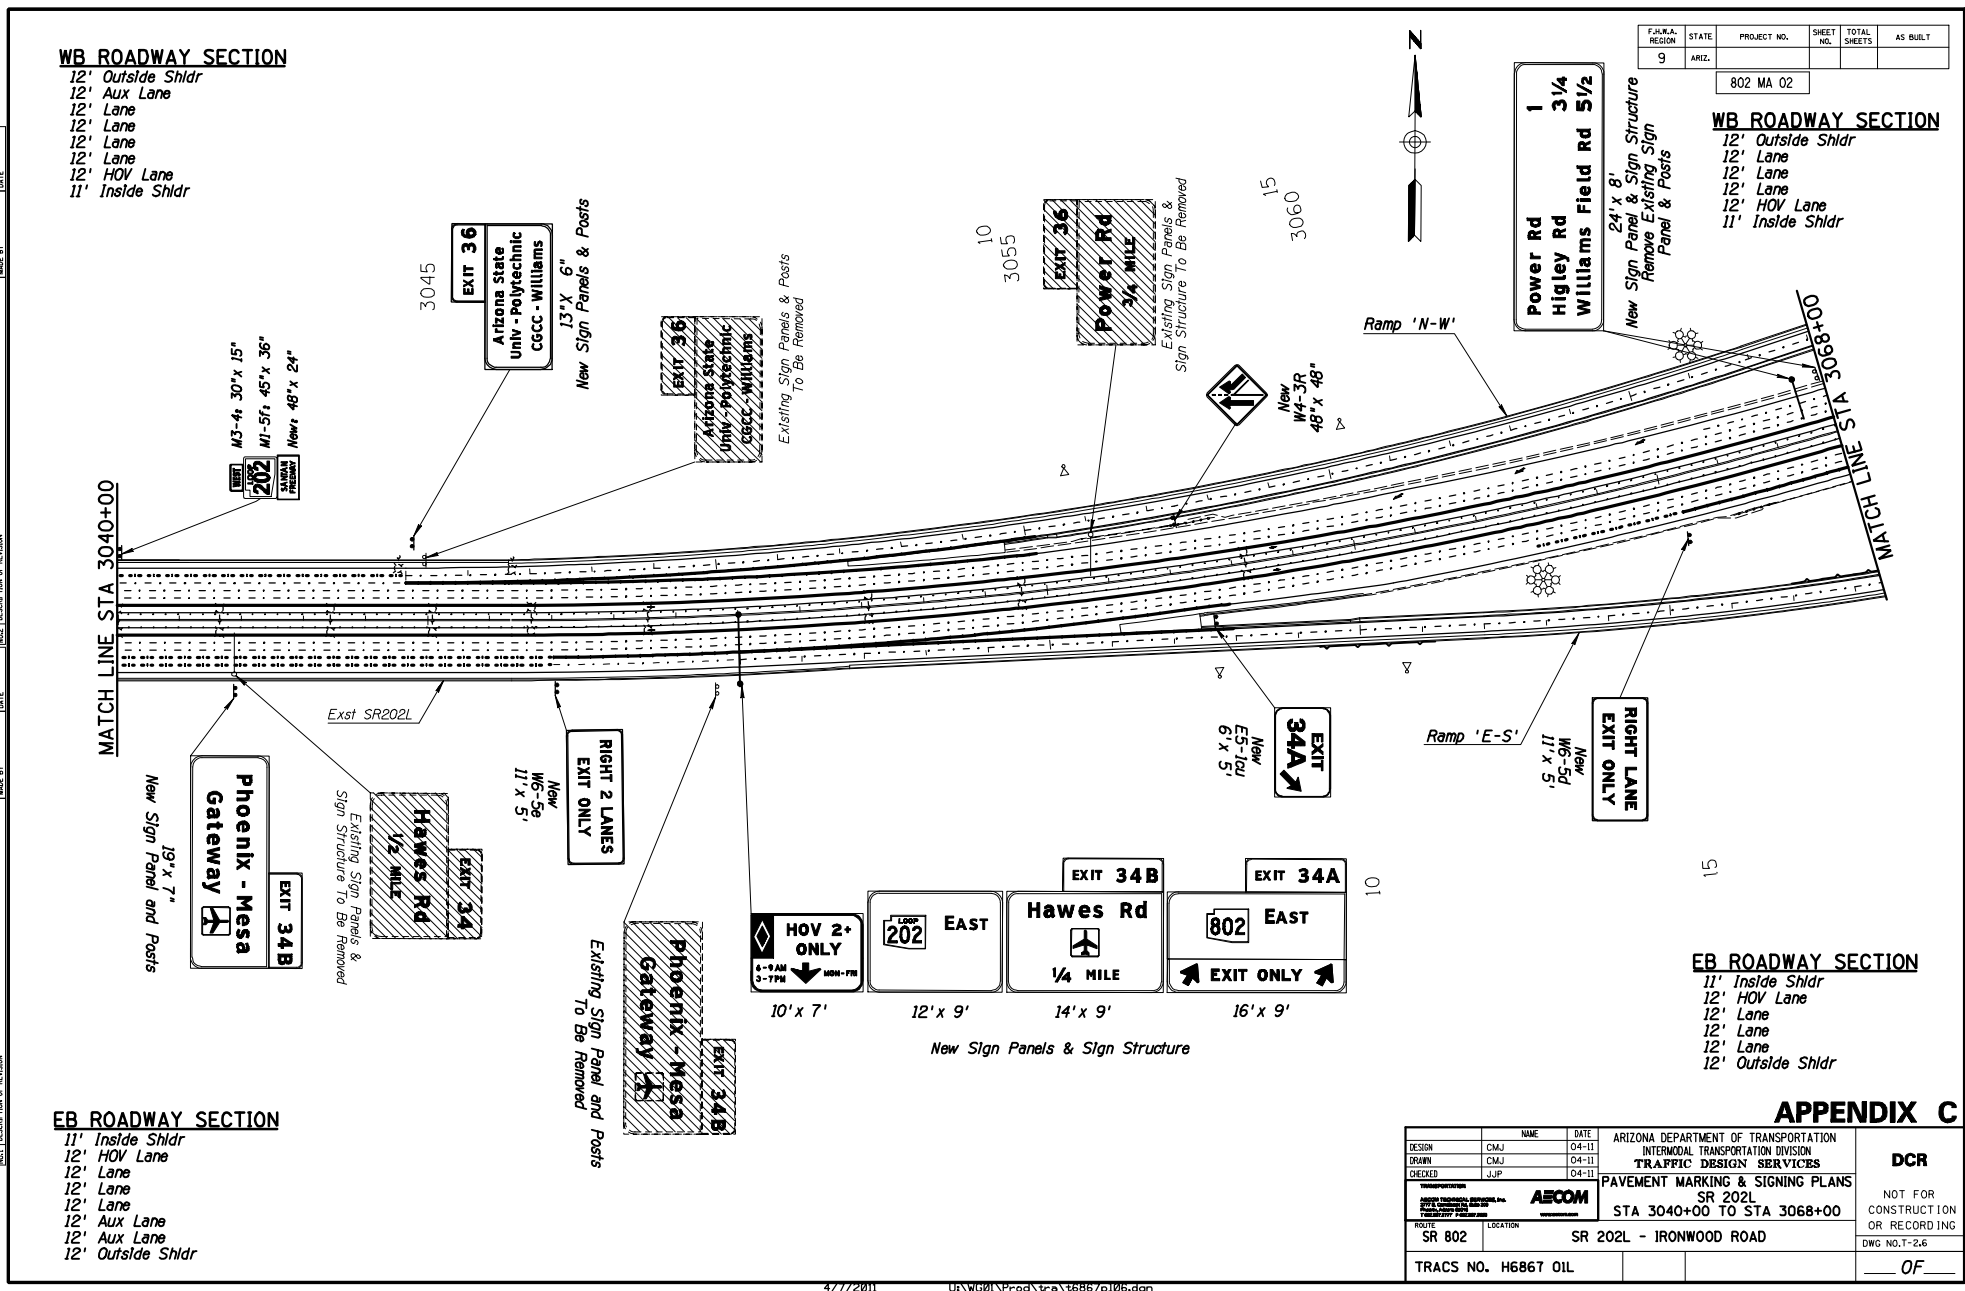 WB ROADWAY SECTION
12' Outside Shldr
12' Aux Lane
12' Lane
12' Lane
12' Lane
12' Lane
12' HOV Lane
11' Inside Shldr
N
F.H.W.A. REGION
STATE
PROJECT NO.
SHEET NO.
TOTAL SHEETS
AS BUILT
9
ARIZ.
802 MA 02
WB ROADWAY SECTION
12' Outside Shldr
12' Lane
12' Lane
12' Lane
12' HOV Lane
11' Inside Shldr
Power Rd 1
Higley Rd 3 1/4
Williams Field Rd 5 1/2
24' x 8'
New Sign Panel & Sign Structure
Remove Existing Sign
Panel & Posts
WEST
LOOP
202
SANTAN
FREEWAY
M3-4: 30" x 15"
M1-5f: 45" x 36"
New: 48" x 24"
3045
EXIT 36
Arizona State
Univ - Polytechnic
CGCC - Williams
13" X 6"
New Sign Panels & Posts
EXIT 36
Arizona State
Univ - Polytechnic
CGCC - Williams
Existing Sign Panels & Posts
To Be Removed
10
3055
EXIT 36
Power Rd
3/4 MILE
Existing Sign Panels &
Sign Structure To Be Removed
15
3060
New
W4-3R
48" x 48"
Ramp 'N-W'
MATCH LINE STA 3040+00
MATCH LINE STA 3068+00
Exst SR202L
Phoenix - Mesa
Gateway
EXIT 34B
19" x 7"
New Sign Panel and Posts
Hawes Rd
1/2 MILE
EXIT 34
Existing Sign Panels &
Sign Structure To Be Removed
RIGHT 2 LANES
EXIT ONLY
New
W6-5e
11' x 5'
Phoenix - Mesa
Gateway
EXIT 34B
Existing Sign Panel and Posts
To Be Removed
HOV 2+
ONLY
6-9AM
3-7PM
MON-FRI
10' x 7'
LOOP
202
EAST
12' x 9'
EXIT 34B
Hawes Rd
1/4 MILE
14' x 9'
EXIT 34A
802
EAST
EXIT ONLY
16' x 9'
New Sign Panels & Sign Structure
EXIT
34A
New
E5-1cu
6' x 5'
Ramp 'E-S'
RIGHT LANE
EXIT ONLY
New
W6-5d
11' x 5'
10
15
EB ROADWAY SECTION
11' Inside Shldr
12' HOV Lane
12' Lane
12' Lane
12' Lane
12' Outside Shldr
EB ROADWAY SECTION
11' Inside Shldr
12' HOV Lane
12' Lane
12' Lane
12' Lane
12' Aux Lane
12' Aux Lane
12' Outside Shldr
APPENDIX C
NAME
DATE
DESIGN CMJ 04-11
DRAWN CMJ 04-11
CHECKED JJP 04-11
ARIZONA DEPARTMENT OF TRANSPORTATION
INTERMODAL TRANSPORTATION DIVISION
TRAFFIC DESIGN SERVICES
DCR
AECOM
PAVEMENT MARKING & SIGNING PLANS
SR 202L
STA 3040+00 TO STA 3068+00
NOT FOR
CONSTRUCTION
OR RECORDING
ROUTE
SR 802
LOCATION
SR 202L - IRONWOOD ROAD
DWG NO.T-2.6
TRACS NO. H6867 01L
OF
4/7/2011
U:\WG01\Prod\tra\t6867pl06.dgn